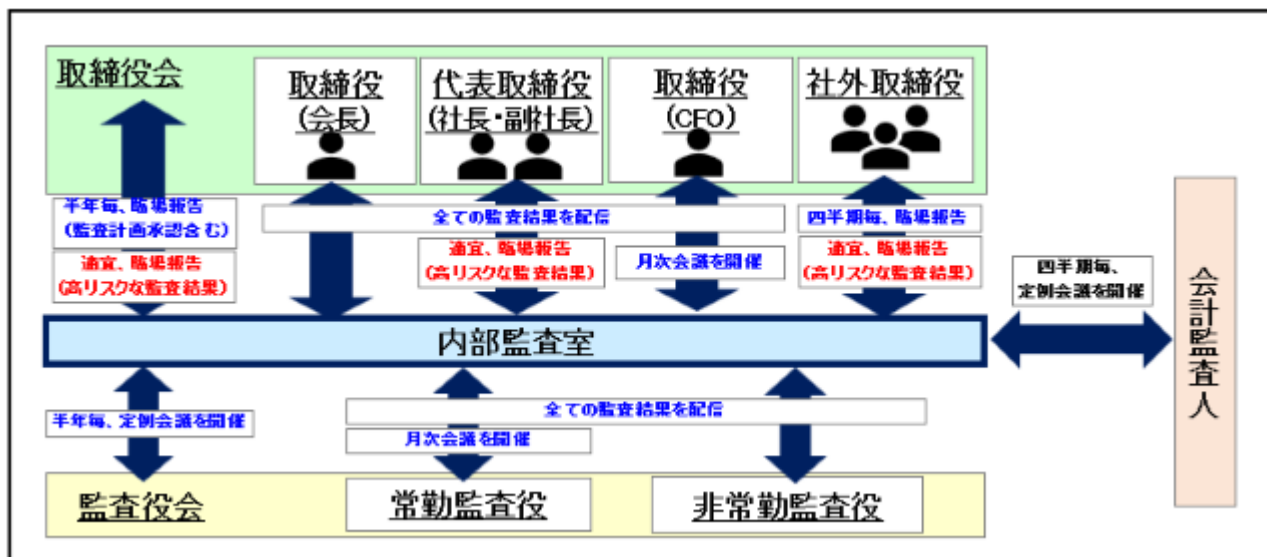 取締役会
取締役
(会長)
代表取締役
(社長・副社長)
取締役
(CFO)
社外取締役
半年毎、臨場報告
(監査計画承認含む)
適宜、臨場報告
(高リスクな監査結果)
全ての監査結果を配信
適宜、臨場報告
(高リスクな監査結果)
月次会議を開催
四半期毎、臨場報告
適宜、臨場報告
(高リスクな監査結果)
四半期毎、
定例会議を開催
会計監査人
内部監査室
半年毎、定例会議を開催
全ての監査結果を配信
月次会議を開催
監査役会
常勤監査役
非常勤監査役